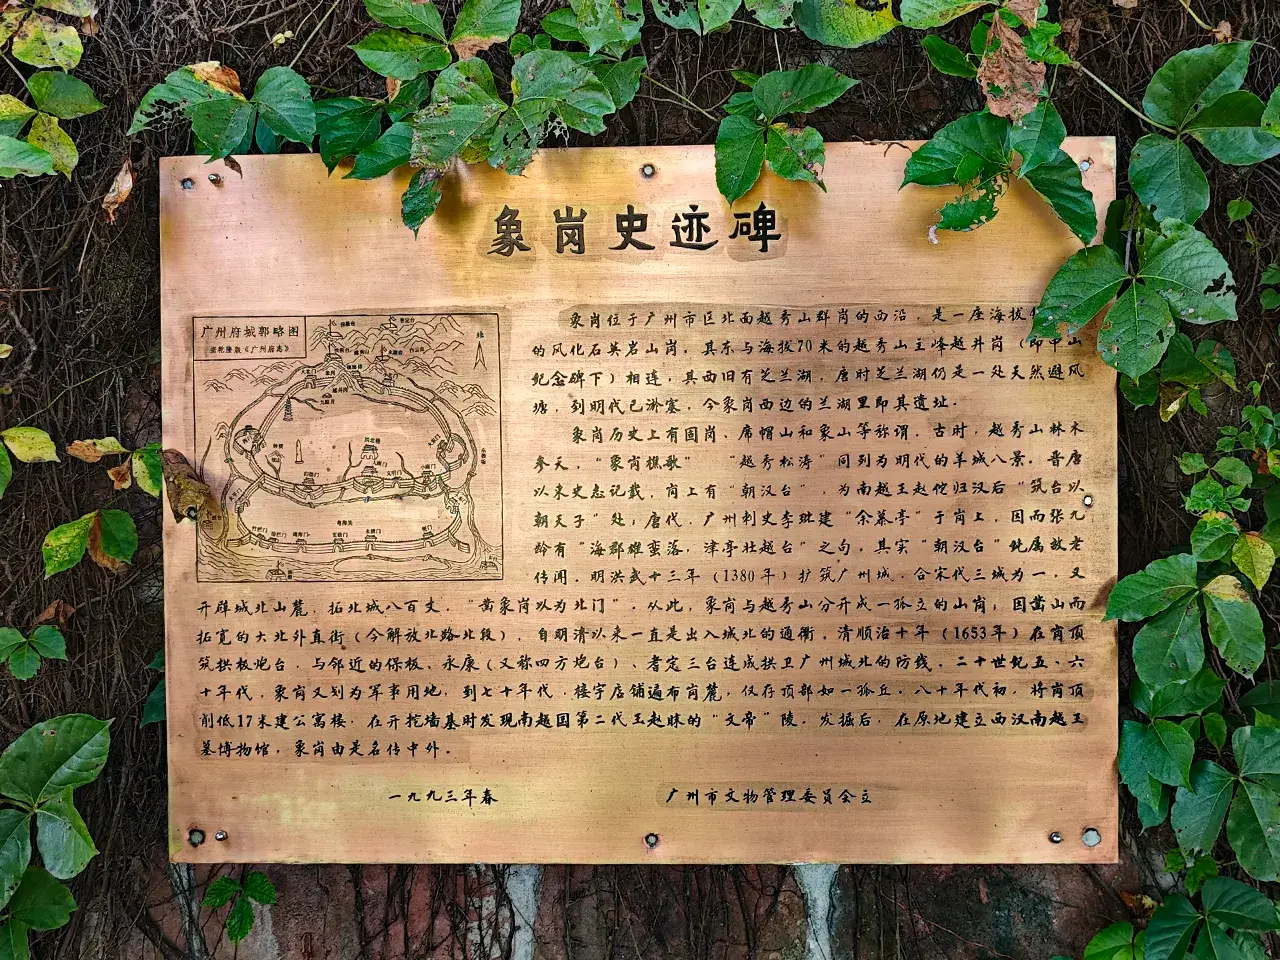 象岗史迹碑
广州府城郭略图
据乾隆版《广州府志》
北
象岗位于广州市区北面越秀山群岗的西沿，是一座海拔
的风化石英岩山岗。其东与海拔70米的越秀山主峰越井岗（即中山
纪念碑下）相连，其西旧有芝兰湖。唐时芝兰湖仍是一处天然避风
塘，到明代已淤塞，今象岗西边的兰湖里即其遗址。
象岗历史上有固岗、席帽山和象山等称谓。古时，越秀山林木
参天，“象岗樵歌”“越秀松涛”同列为明代的羊城八景。晋唐
以来史志记载，岗上有“朝汉台”，为南越王赵佗归汉后“筑台以
朝天子”处；唐代，广州刺史李玭建“余慕亭”于岗上，因而张九
龄有“海郡雄蛮落，津亭壮越台”之句。其实“朝汉台”纯属故老
传闻。明洪武十三年（1380年）扩筑广州城，合宋代三城为一，又
开辟城北山麓，拓北城八百丈，“凿象岗以为北门”。从此，象岗与越秀山分开成一孤立的山岗；因凿山而
拓宽的大北外直街（今解放北路北段），自明清以来一直是出入城北的通衢。清顺治十年（1653年）在岗顶
筑拱极炮台，与邻近的保极、永康（又称四方炮台）、耆定三台连成拱卫广州城北的防线。二十世纪五、六
十年代，象岗又划为军事用地，到七十年代，楼宇店铺遍布岗麓，仅存顶部如一孤丘。八十年代初，将岗顶
削低17米建公寓楼，在开挖墙基时发现南越国第二代王赵眜的“文帝”陵。发掘后，在原地建立西汉南越王
墓博物馆，象岗由是名传中外。
一九九三年春
广州市文物管理委员会立